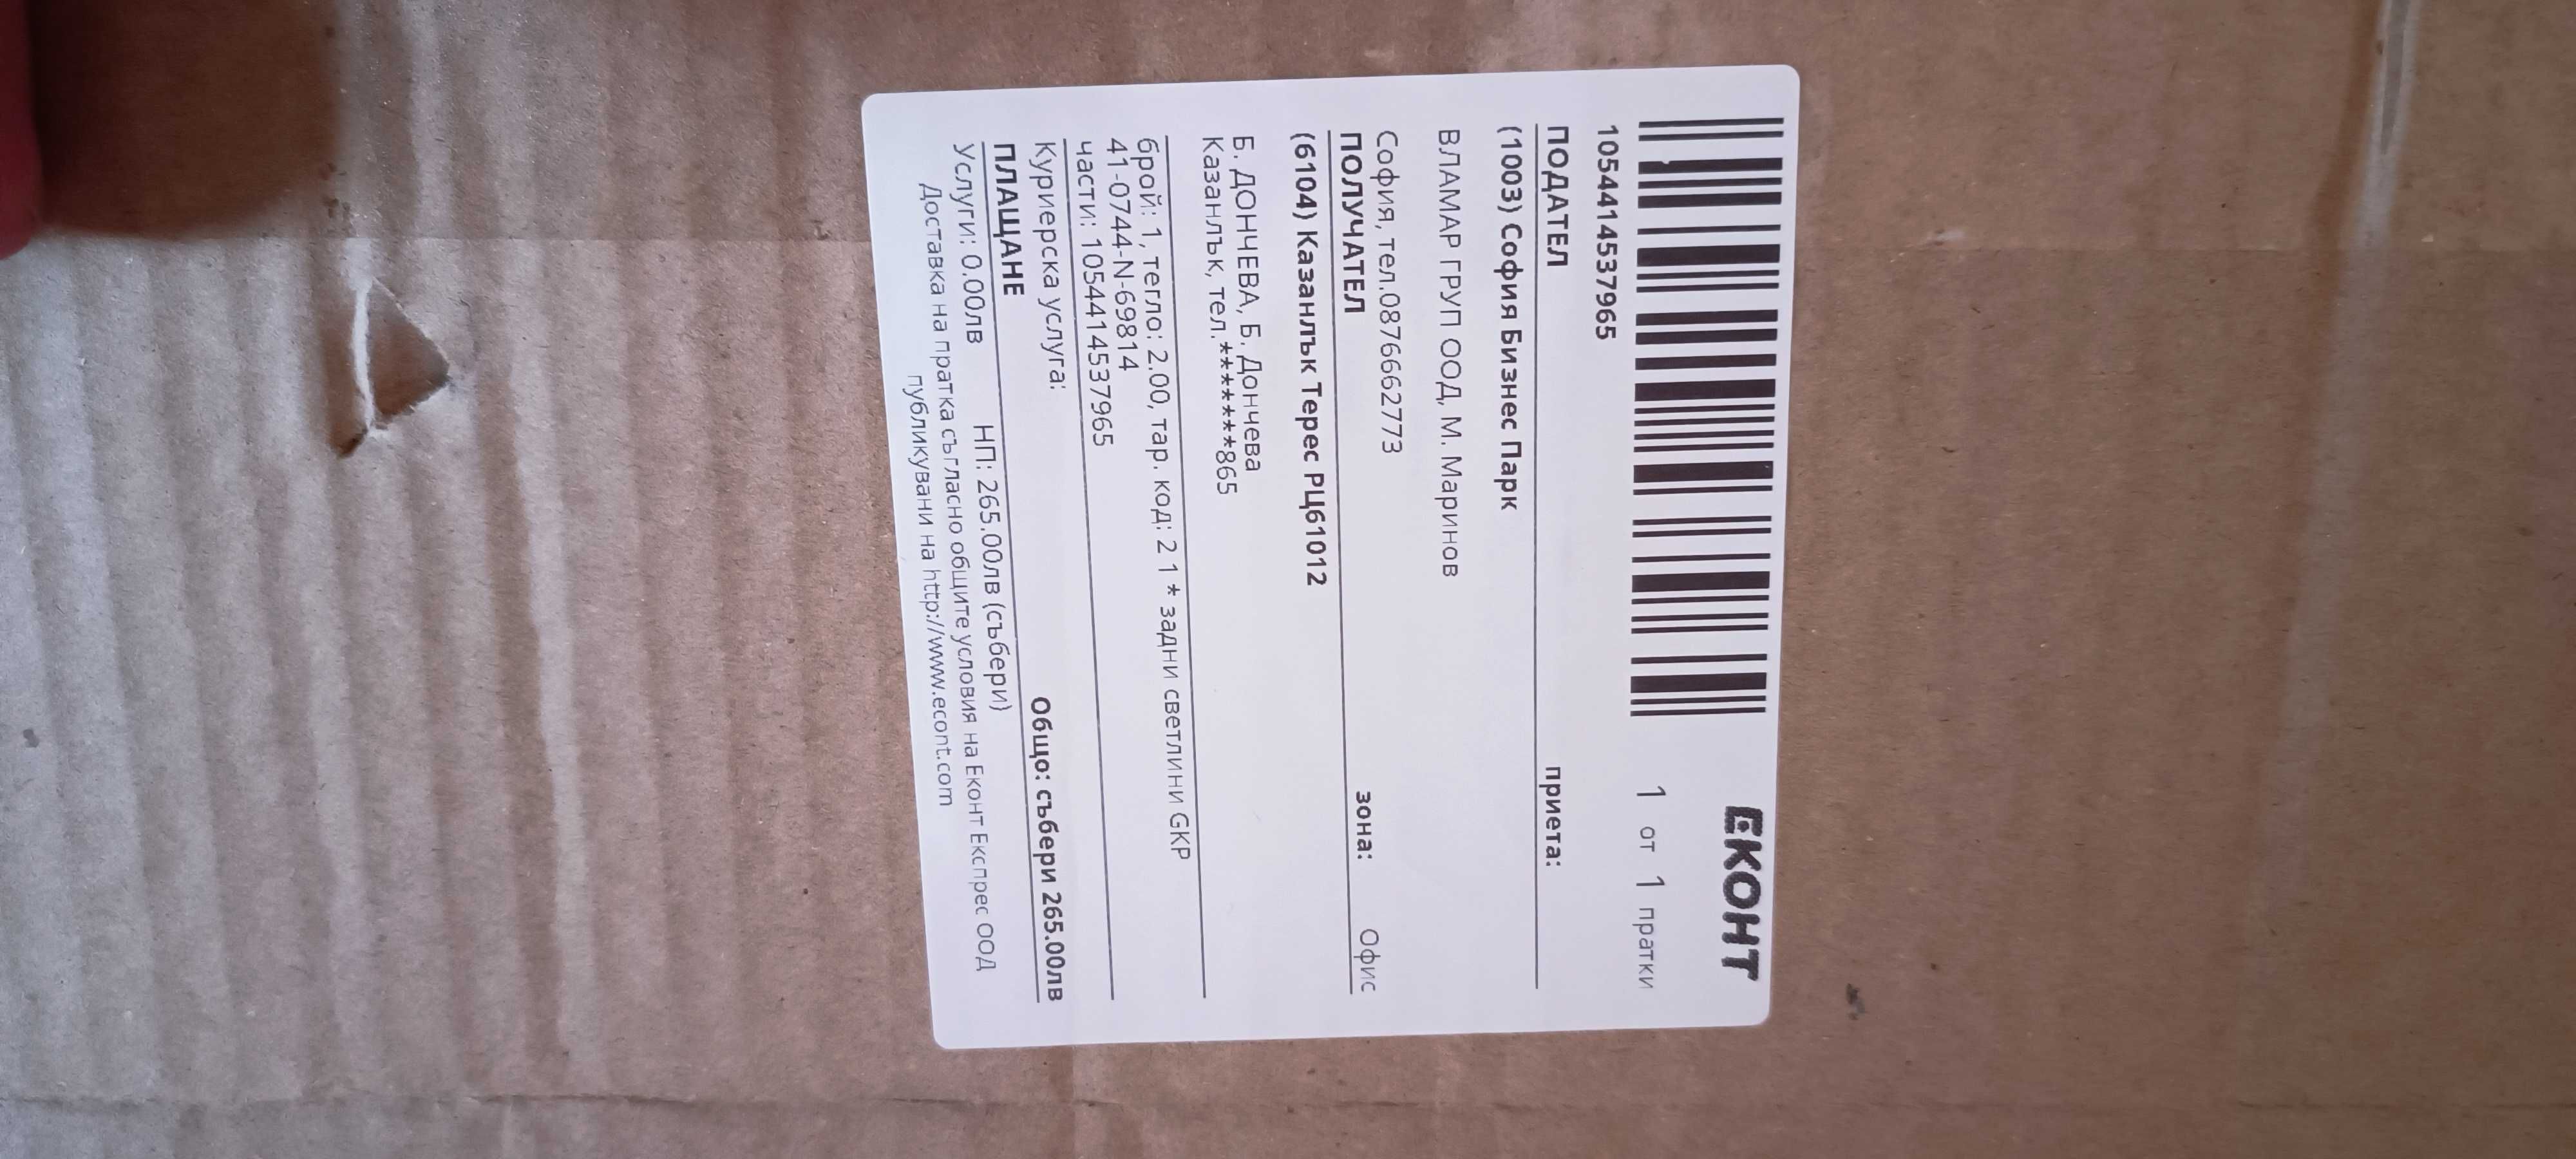 ЕКОНТ
1 от 1 пратки
1054414537965
ПОДАТЕЛ приета:
(1003) София Бизнес Парк
ВЛАМАР ГРУП ООД, М. Маринов
София, тел.0876662773
ПОЛУЧАТЕЛ зона: Офис
(6104) Казанлък Терес РЦ61012
Б. ДОНЧЕВА, Б. Дончева
Казанлък, тел.*******865
брой: 1, тегло: 2.00, тар. код: 2 1 * задни светлини GKP
41-0744-N-69814
части: 1054414537965
Куриерска услуга:
Общо: събери 265.00лв
ПЛАЩАНЕ
Услуги: 0.00лв НП: 265.00лв (събери)
Доставка на пратка съгласно общите условия на Еконт Експрес ООД
публикувани на http://www.econt.com